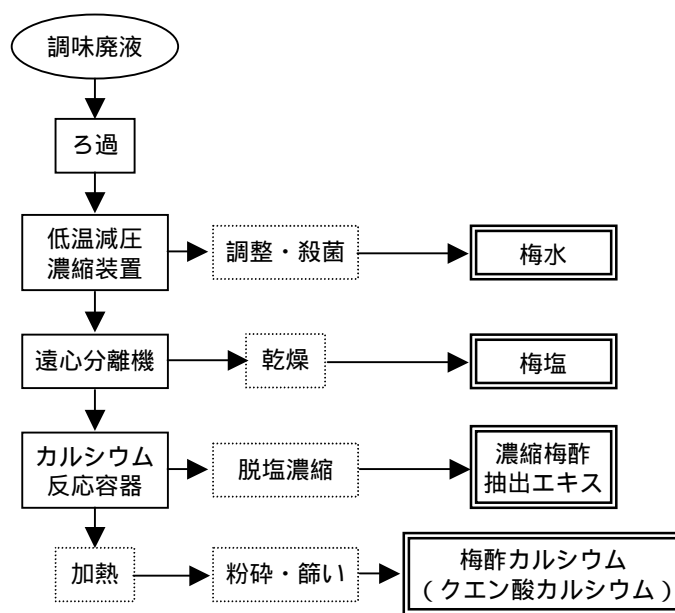 調味廃液
ろ過
低温減圧
濃縮装置
調整・殺菌
梅水
遠心分離機
乾燥
梅塩
カルシウム
反応容器
脱塩濃縮
濃縮梅酢
抽出エキス
加熱
粉砕・篩い
梅酢カルシウム
（クエン酸カルシウム）